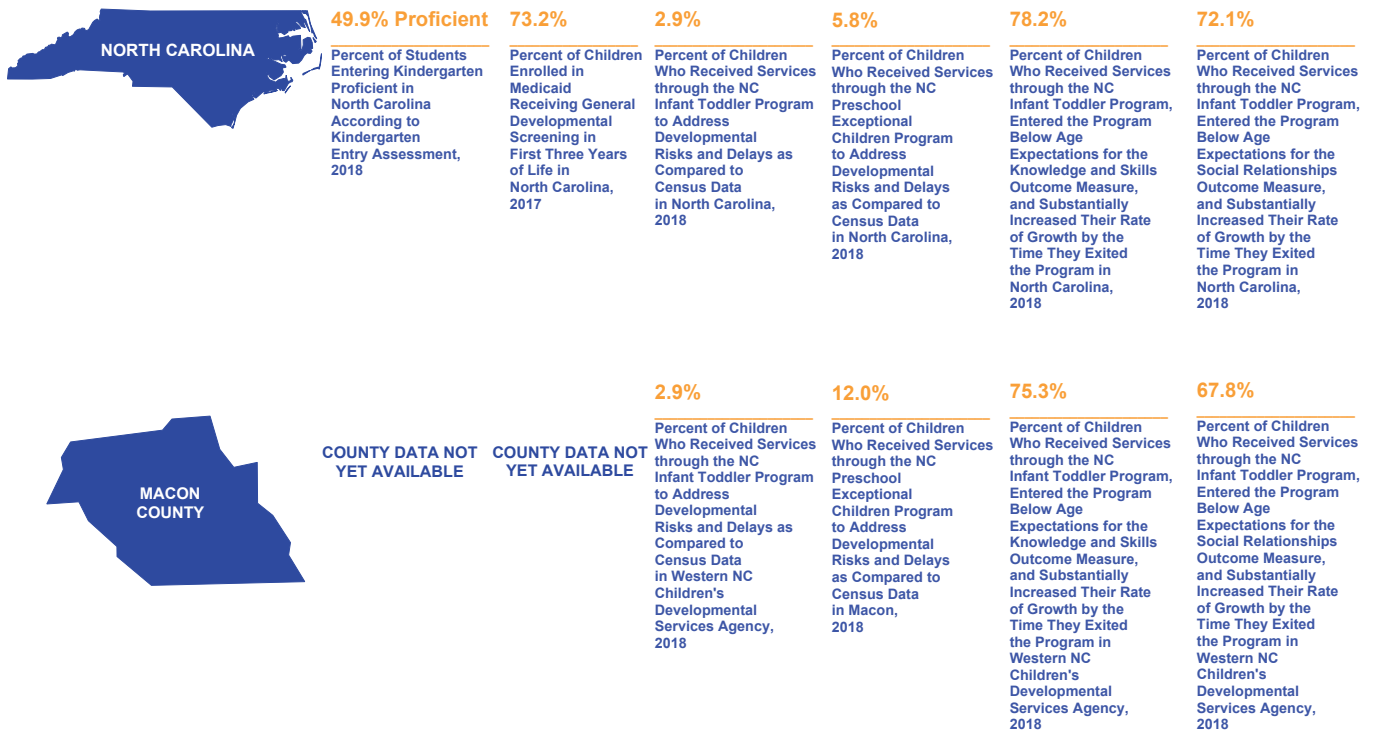 NORTH CAROLINA
49.9% Proficient
Percent of Students
Entering Kindergarten
Proficient in
North Carolina
According to
Kindergarten
Entry Assessment,
2018
73.2%
Percent of Children
Enrolled in
Medicaid
Receiving General
Developmental
Screening in
First Three Years
of Life in
North Carolina,
2017
2.9%
Percent of Children
Who Received Services
through the NC
Infant Toddler Program
to Address
Developmental
Risks and Delays as
Compared to
Census Data
in North Carolina,
2018
5.8%
Percent of Children
Who Received Services
through the NC
Preschool
Exceptional
Children Program
to Address
Developmental
Risks and Delays
as Compared to
Census Data
in North Carolina,
2018
78.2%
Percent of Children
Who Received Services
through the NC
Infant Toddler Program,
Entered the Program
Below Age
Expectations for the
Knowledge and Skills
Outcome Measure,
and Substantially
Increased Their Rate
of Growth by the
Time They Exited
the Program in
North Carolina,
2018
72.1%
Percent of Children
Who Received Services
through the NC
Infant Toddler Program,
Entered the Program
Below Age
Expectations for the
Social Relationships
Outcome Measure,
and Substantially
Increased Their Rate
of Growth by the
Time They Exited
the Program in
North Carolina,
2018
MACON
COUNTY
COUNTY DATA NOT
YET AVAILABLE
COUNTY DATA NOT
YET AVAILABLE
2.9%
Percent of Children
Who Received Services
through the NC
Infant Toddler Program
to Address
Developmental
Risks and Delays as
Compared to
Census Data
in Western NC
Children's
Developmental
Services Agency,
2018
12.0%
Percent of Children
Who Received Services
through the NC
Preschool
Exceptional
Children Program
to Address
Developmental
Risks and Delays
as Compared to
Census Data
in Macon,
2018
75.3%
Percent of Children
Who Received Services
through the NC
Infant Toddler Program,
Entered the Program
Below Age
Expectations for the
Knowledge and Skills
Outcome Measure,
and Substantially
Increased Their Rate
of Growth by the
Time They Exited
the Program in
Western NC
Children's
Developmental
Services Agency,
2018
67.8%
Percent of Children
Who Received Services
through the NC
Infant Toddler Program,
Entered the Program
Below Age
Expectations for the
Social Relationships
Outcome Measure,
and Substantially
Increased Their Rate
of Growth by the
Time They Exited
the Program in
Western NC
Children's
Developmental
Services Agency,
2018